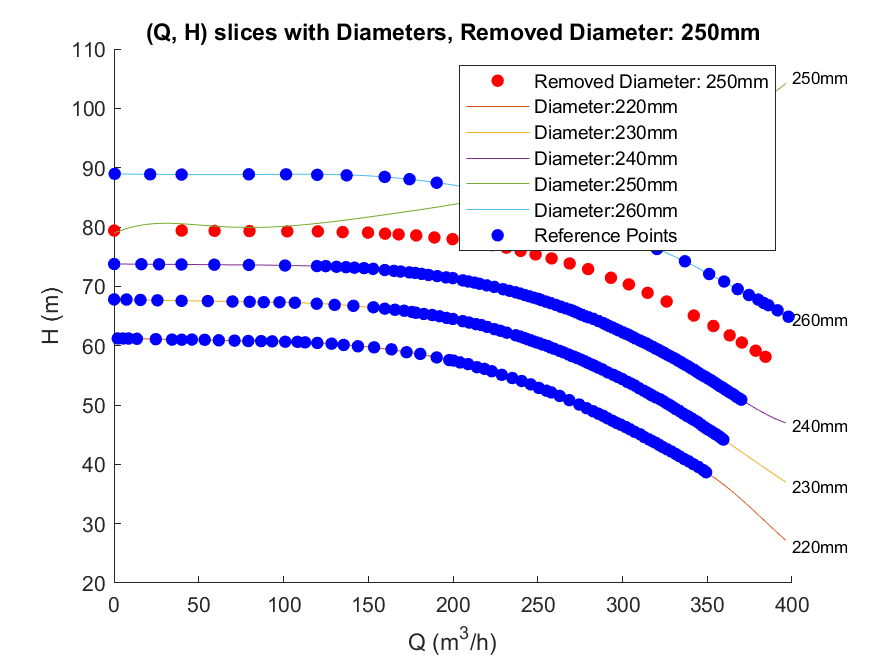 (Q, H) slices with Diameters, Removed Diameter: 250mm
110
100
90
80
70
60
50
40
30
20
H (m)
0
50
100
150
200
250
300
350
400
Q (m³/h)
Removed Diameter: 250mm
Diameter:220mm
Diameter:230mm
Diameter:240mm
Diameter:250mm
Diameter:260mm
Reference Points
250mm
260mm
240mm
230mm
220mm